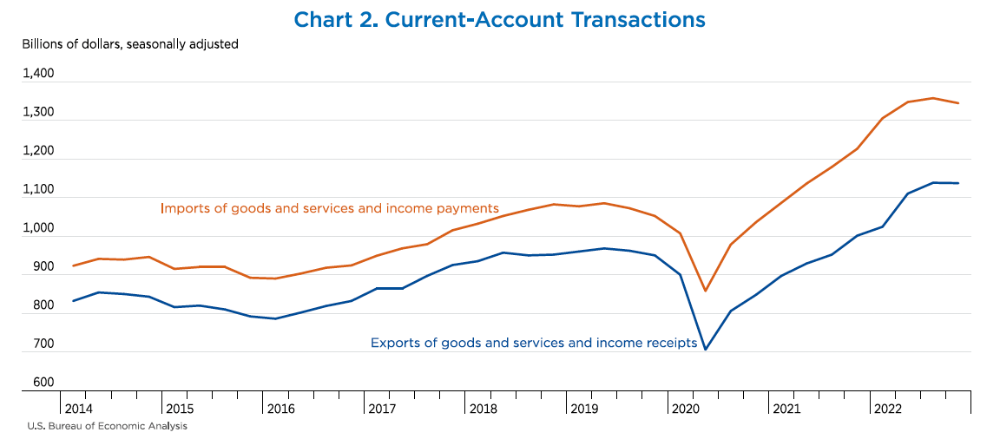 Chart 2. Current-Account Transactions
Billions of dollars, seasonally adjusted
1,400
1,300
1,200
1,100
Imports of goods and services and income payments
1,000
900
800
700
Exports of goods and services and income receipts
600
2014 2015 2016 2017 2018 2019 2020 2021 2022
U.S. Bureau of Economic Analysis